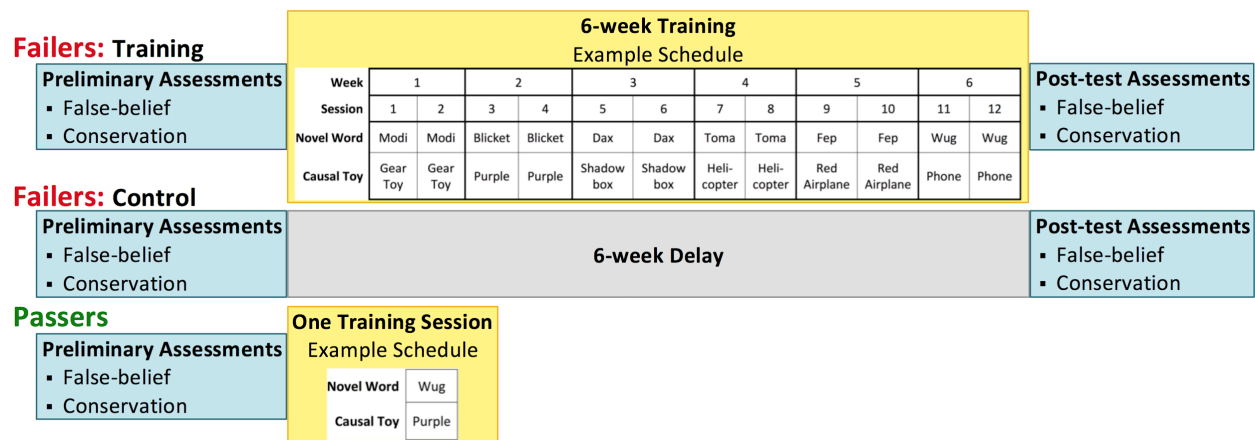 6-week Training
Example Schedule
Failers: Training
Preliminary Assessments
▪ False-belief
▪ Conservation
Week 1 2 3 4 5 6
Session 1 2 3 4 5 6 7 8 9 10 11 12
Novel Word Modi Modi Blicket Blicket Dax Dax Toma Toma Fep Fep Wug Wug
Causal Toy Gear Toy Gear Toy Purple Purple Shadow box Shadow box Heli-copter Heli-copter Red Airplane Red Airplane Phone Phone
Post-test Assessments
▪ False-belief
▪ Conservation
Failers: Control
Preliminary Assessments
▪ False-belief
▪ Conservation
6-week Delay
Post-test Assessments
▪ False-belief
▪ Conservation
Passers
Preliminary Assessments
▪ False-belief
▪ Conservation
One Training Session
Example Schedule
Novel Word Wug
Causal Toy Purple